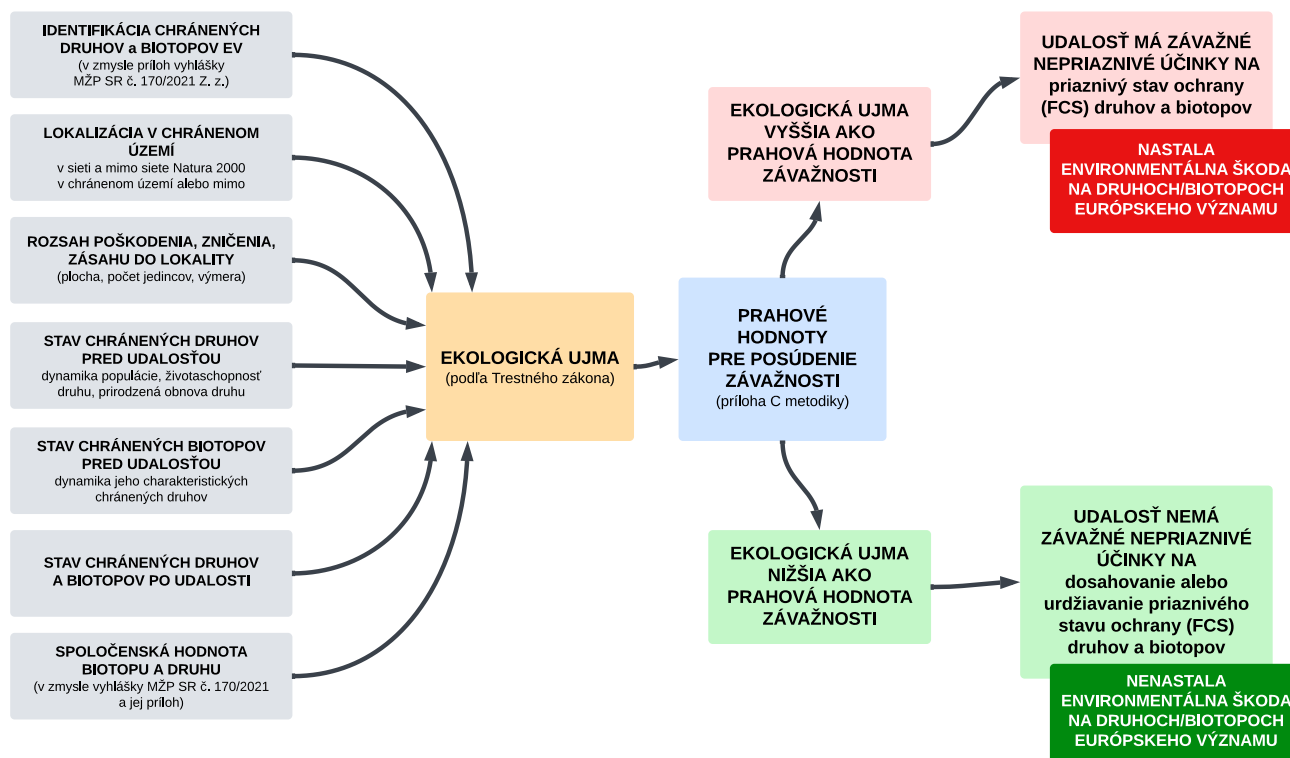 IDENTIFIKÁCIA CHRÁNENÝCH
DRUHOV a BIOTOPOV EV
(v zmysle príloh vyhlášky
MŽP SR č. 170/2021 Z. z.)
LOKALIZÁCIA V CHRÁNENOM
ÚZEMÍ
v sieti a mimo siete Natura 2000
v chránenom území alebo mimo
ROZSAH POŠKODENIA, ZNIČENIA,
ZÁSAHU DO LOKALITY
(plocha, počet jedincov, výmera)
STAV CHRÁNENÝCH DRUHOV
PRED UDALOSŤOU
dynamika populácie, životaschopnosť
druhu, prirodzená obnova druhu
STAV CHRÁNENÝCH BIOTOPOV
PRED UDALOSŤOU
dynamika jeho charakteristických
chránených druhov
STAV CHRÁNENÝCH DRUHOV
A BIOTOPOV PO UDALOSTI
SPOLOČENSKÁ HODNOTA
BIOTOPU A DRUHU
(v zmysle vyhlášky MŽP SR č. 170/2021
a jej príloh)
EKOLOGICKÁ UJMA
(podľa Trestného zákona)
PRAHOVÉ
HODNOTY
PRE POSÚDENIE
ZÁVAŽNOSTI
(príloha C metodiky)
EKOLOGICKÁ UJMA
VYŠŠIA AKO
PRAHOVÁ HODNOTA
ZÁVAŽNOSTI
UDALOSŤ MÁ ZÁVAŽNÉ
NEPRIAZNIVÉ ÚČINKY NA
priaznivý stav ochrany
(FCS) druhov a biotopov
NASTALA
ENVIRONMENTÁLNA ŠKODA
NA DRUHOCH/BIOTOPOCH
EURÓPSKEHO VÝZNAMU
EKOLOGICKÁ UJMA
NIŽŠIA AKO
PRAHOVÁ HODNOTA
ZÁVAŽNOSTI
UDALOSŤ NEMÁ
ZÁVAŽNÉ NEPRIAZNIVÉ
ÚČINKY NA
dosahovanie alebo
urdžiavanie priaznivého
stavu ochrany (FCS)
druhov a biotopov
NENASTALA
ENVIRONMENTÁLNA ŠKODA
NA DRUHOCH/BIOTOPOCH
EURÓPSKEHO VÝZNAMU